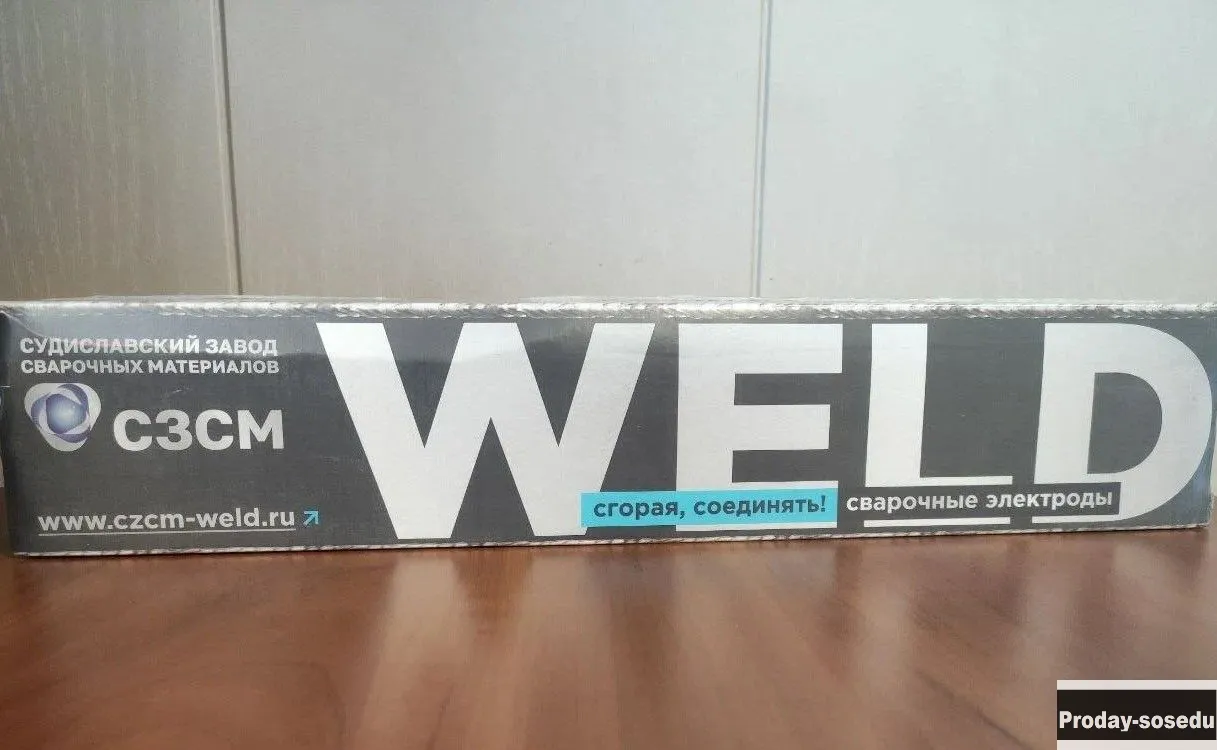 СУДИСЛАВСКИЙ ЗАВОД
СВАРОЧНЫХ МАТЕРИАЛОВ
СЗСМ
www.czcm-weld.ru
WELD
сгорая, соединять!
сварочные электроды
Proday-sosedu